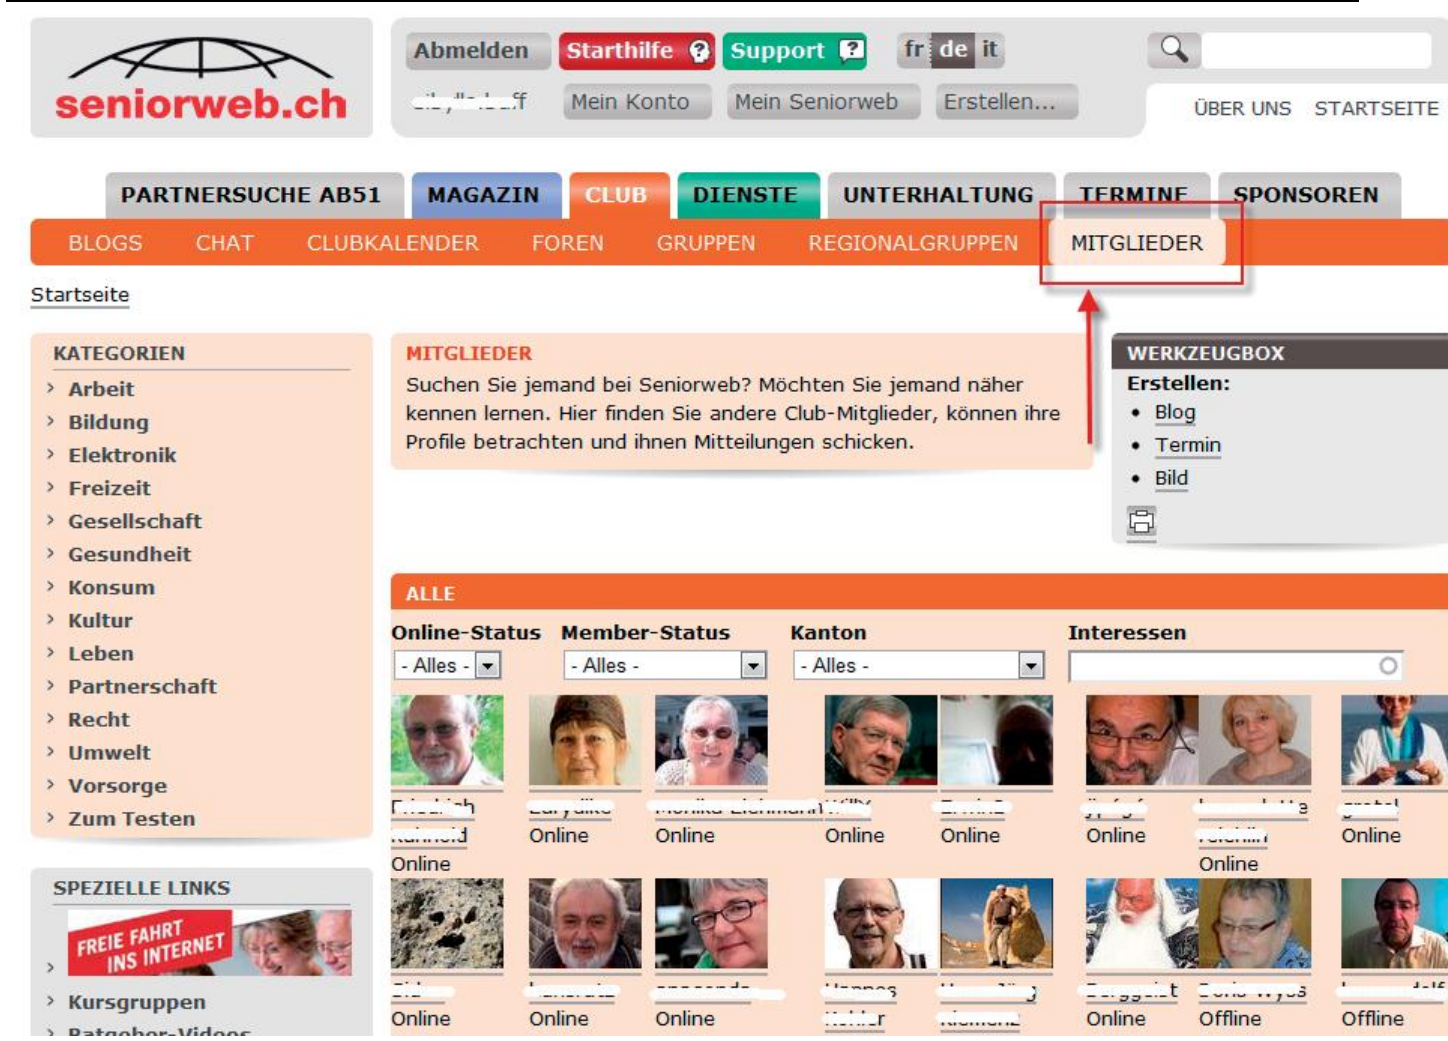 seniorweb.ch
Abmelden Starthilfe Support fr de it
Mein Konto Mein Seniorweb Erstellen...
ÜBER UNS STARTSEITE
PARTNERSUCHE AB51 MAGAZIN CLUB DIENSTE UNTERHALTUNG TERMINE SPONSOREN
BLOGS CHAT CLUBKALENDER FOREN GRUPPEN REGIONALGRUPPEN MITGLIEDER
Startseite
KATEGORIEN
Arbeit
Bildung
Elektronik
Freizeit
Gesellschaft
Gesundheit
Konsum
Kultur
Leben
Partnerschaft
Recht
Umwelt
Vorsorge
Zum Testen
SPEZIELLE LINKS
FREIE FAHRT
INS INTERNET
Kursgruppen
Ratgeber-Videos
MITGLIEDER
Suchen Sie jemand bei Seniorweb? Möchten Sie jemand näher
kennen lernen. Hier finden Sie andere Club-Mitglieder, können ihre
Profile betrachten und ihnen Mitteilungen schicken.
WERKZEUGBOX
Erstellen:
• Blog
• Termin
• Bild
ALLE
Online-Status Member-Status Kanton Interessen
- Alles - - Alles - - Alles -
Online Online Online Online Online Online
Online Online
Online Online Online Online Offline Offline